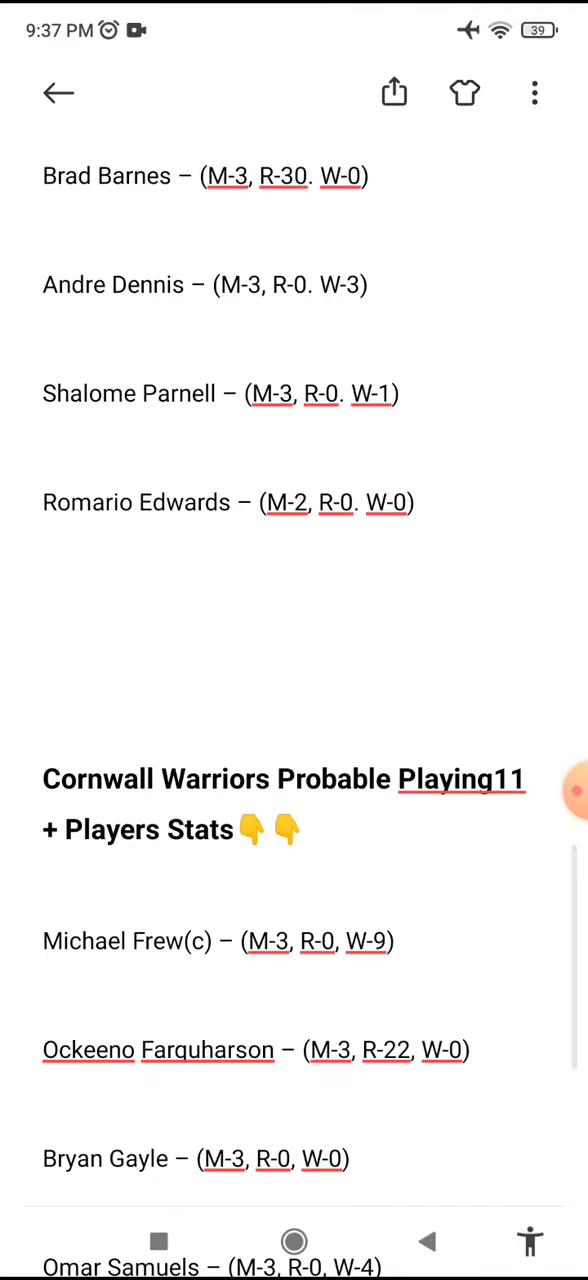 9:37 PM
39
Brad Barnes – (M-3, R-30. W-0)
Andre Dennis – (M-3, R-0. W-3)
Shalome Parnell – (M-3, R-0. W-1)
Romario Edwards – (M-2, R-0. W-0)
Cornwall Warriors Probable Playing11
+ Players Stats👇👇
Michael Frew(c) – (M-3, R-0, W-9)
Ockeeno Farquharson – (M-3, R-22, W-0)
Bryan Gayle – (M-3, R-0, W-0)
Omar Samuels – (M-3, R-0, W-4)